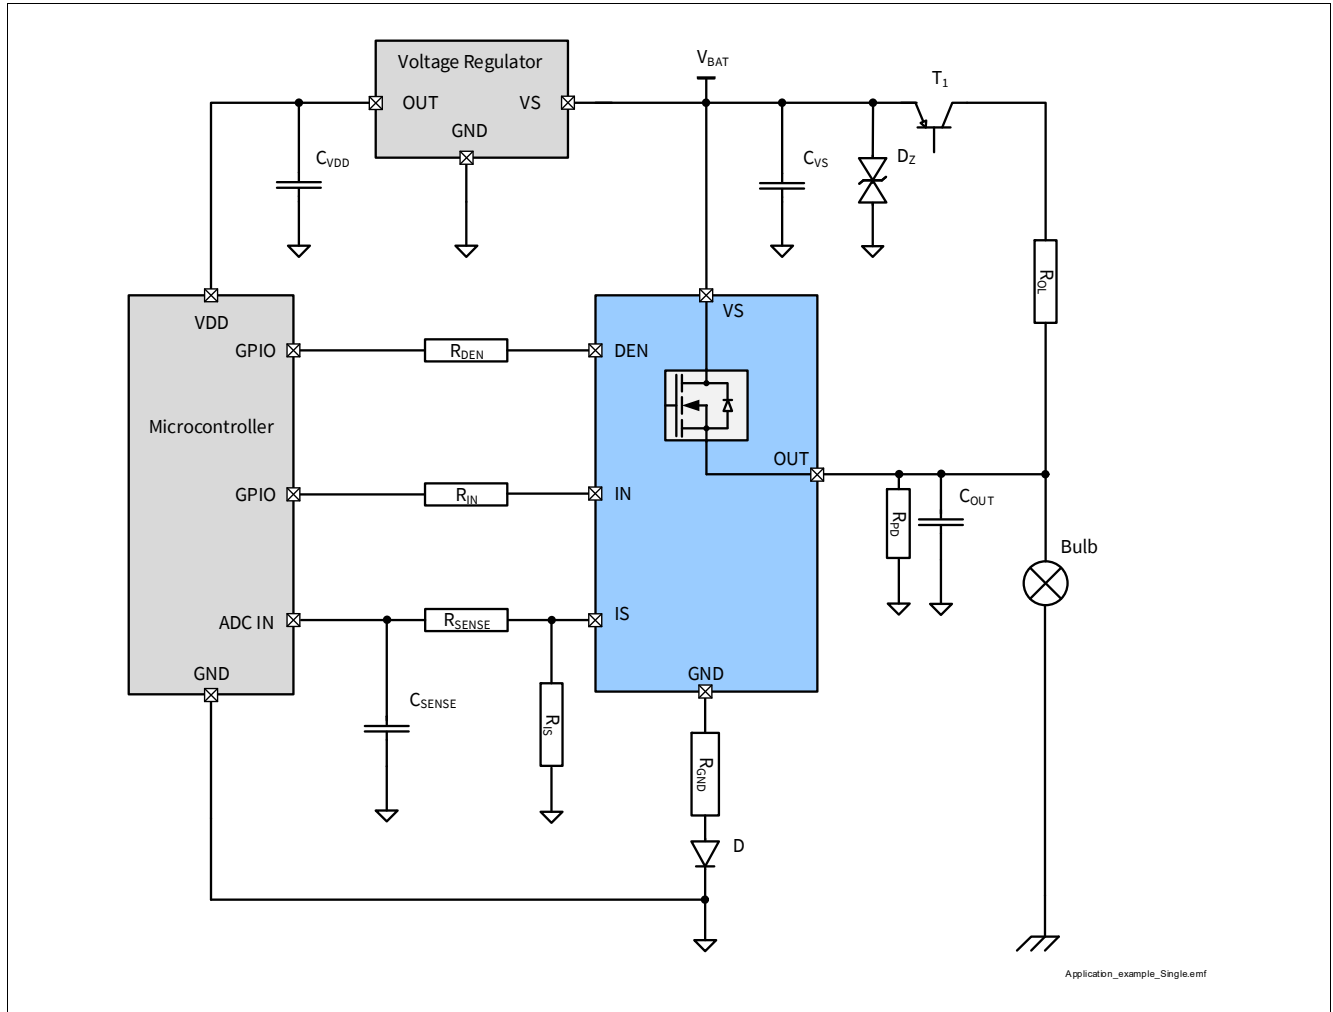 Voltage Regulator
OUT
VS
GND
VBAT
T1
CVDD
CVS
DZ
ROL
VDD
VS
GPIO
RDEN
DEN
Microcontroller
OUT
GPIO
RIN
IN
RPD
COUT
Bulb
ADC IN
RSENSE
IS
GND
GND
CSENSE
RIS
RGND
D
Application_example_Single.emf